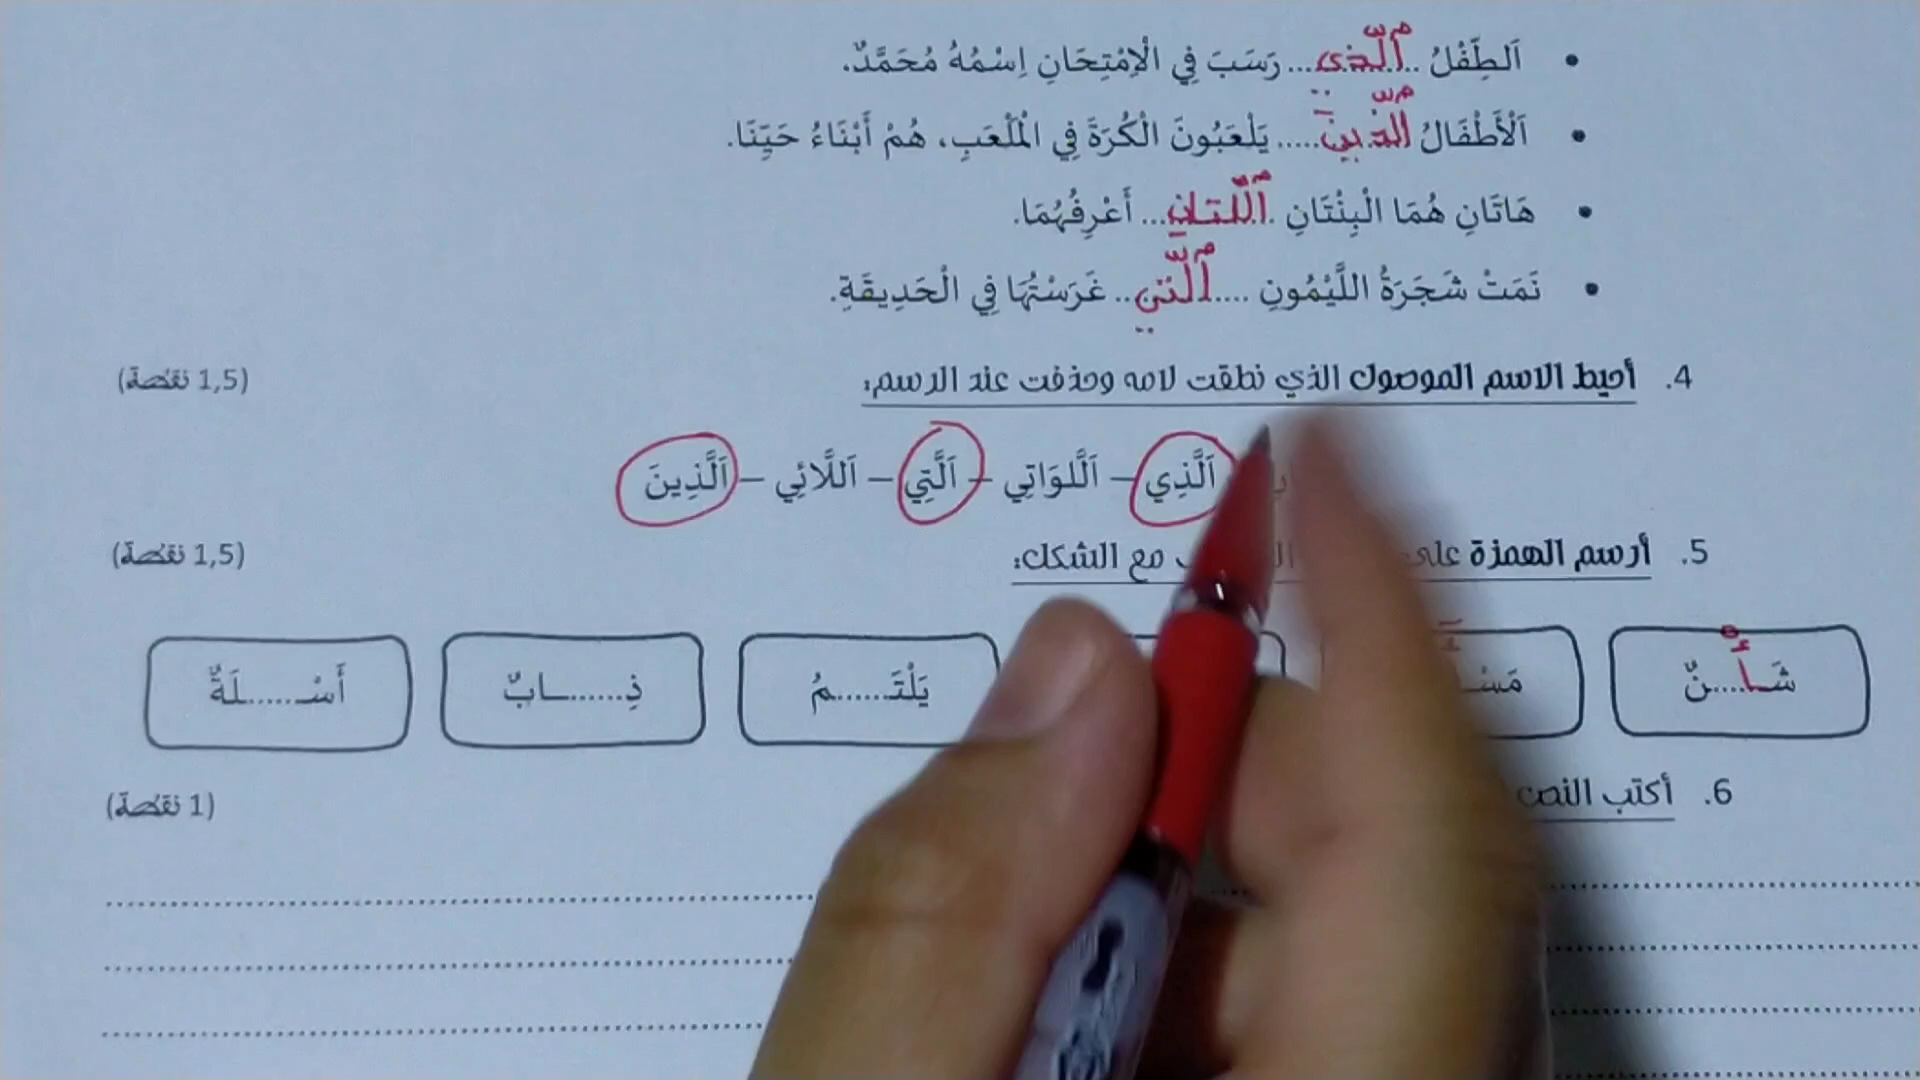 • اَلطِّفْلُ ..اَلَّذِي... رَسَبَ فِي الْاِمْتِحَانِ اِسْمُهُ مُحَمَّدٌ.
• اَلْأَطْفَالُ اَلَّذِينَ..... يَلْعَبُونَ الْكُرَةَ فِي الْمَلْعَبِ، هُمْ أَبْنَاءُ حَيِّنَا.
• هَاتَانِ هُمَا الْبِنْتَانِ .اَللَّتَانِ... أَعْرِفُهُمَا.
• نَمَتْ شَجَرَةُ اللَّيْمُونِ ....اَلَّتِي.. غَرَسْتُهَا فِي الْحَدِيقَةِ.
4. أحيط الاسم الموصول الذي نطقت لامه وحذفت عند الرسم: (1,5 نقطة)
اَلَّذِي – اَللَّوَاتِي – اَلَّتِي – اَللَّائِي – اَلَّذِينَ
5. أرسم الهمزة على مع الشكل: (1,5 نقطة)
شَـأْ....نٌ مَسْـ يَلْتَـ......مُ ذِ.......ـابٌ أَسْـ......لَةٌ
6. أكتب النص (1 نقطة)